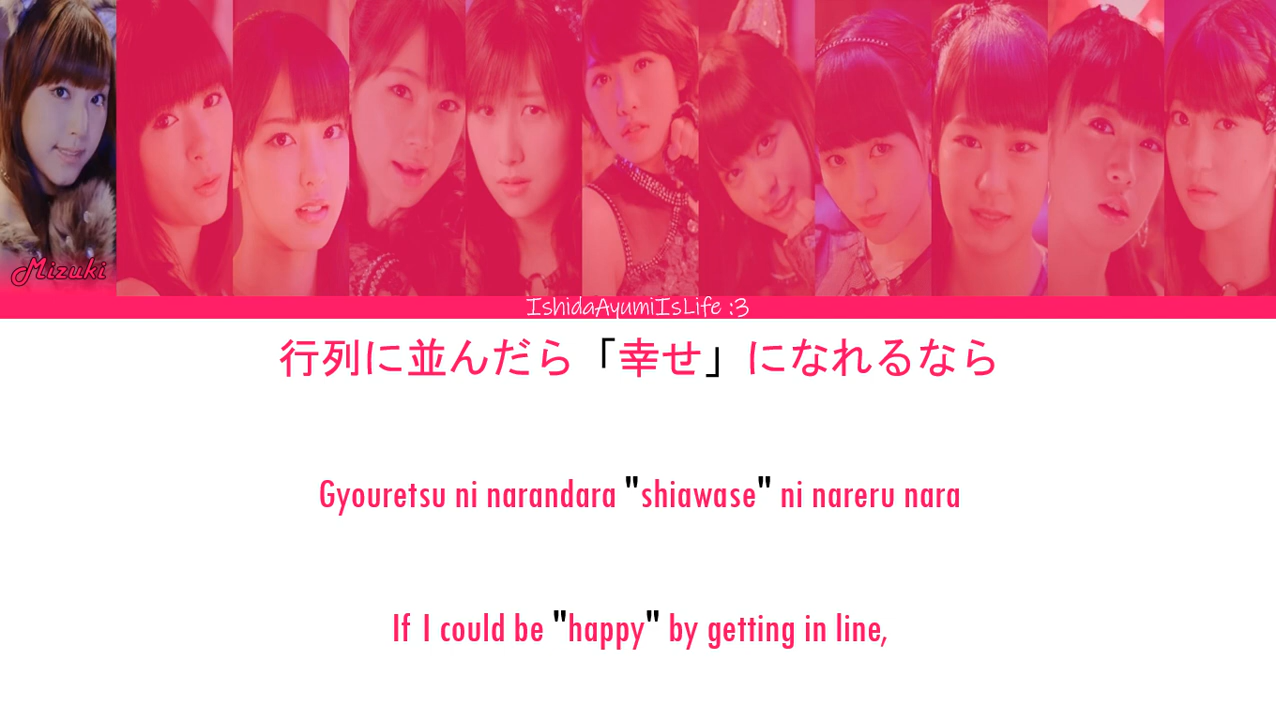 Mizuki
IshidaAyumiIsLife :3
行列に並んだら「幸せ」になれるなら
Gyouretsu ni narandara "shiawase" ni nareru nara
If I could be "happy" by getting in line,